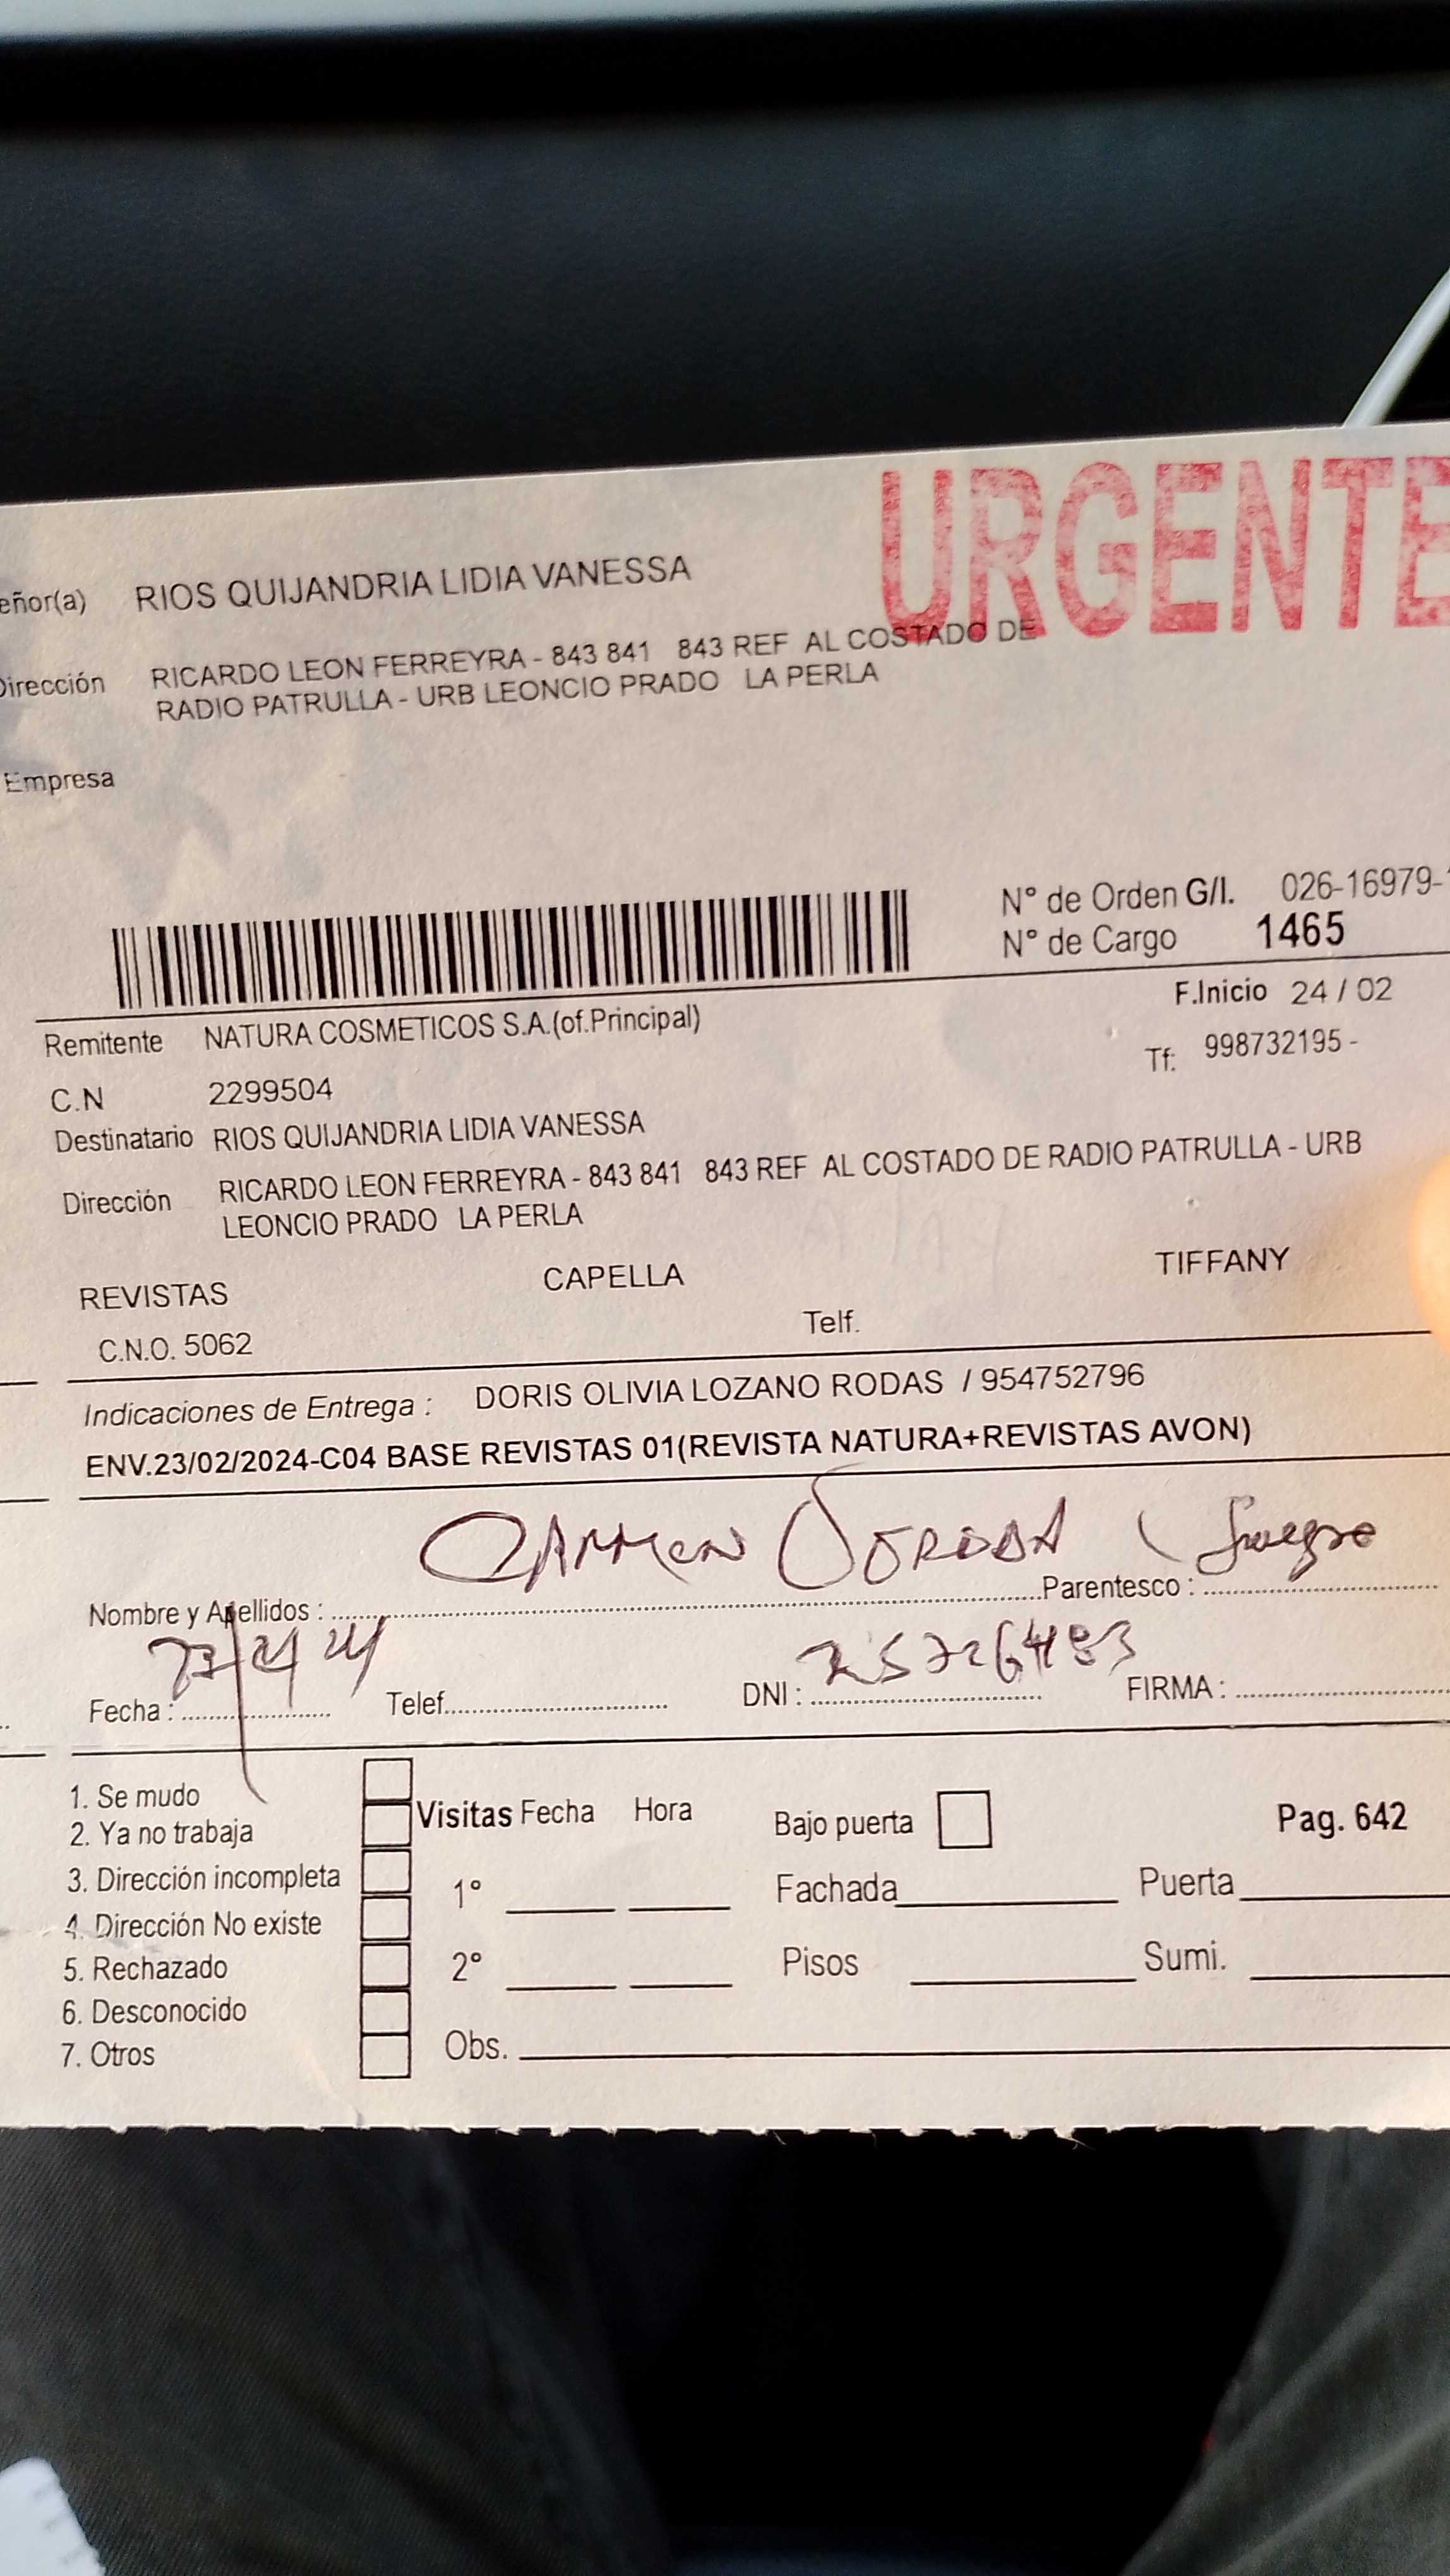 URGENTE
eñor(a) RIOS QUIJANDRIA LIDIA VANESSA
Dirección RICARDO LEON FERREYRA - 843 841 843 REF AL COSTADO DE
RADIO PATRULLA - URB LEONCIO PRADO LA PERLA
Empresa
N° de Orden G/I. 026-16979-
N° de Cargo 1465
F.Inicio 24 / 02
Remitente NATURA COSMETICOS S.A.(of.Principal)
Tf: 998732195 -
C.N 2299504
Destinatario RIOS QUIJANDRIA LIDIA VANESSA
Dirección RICARDO LEON FERREYRA - 843 841 843 REF AL COSTADO DE RADIO PATRULLA - URB
LEONCIO PRADO LA PERLA
REVISTAS CAPELLA TIFFANY
C.N.O. 5062 Telf.
Indicaciones de Entrega : DORIS OLIVIA LOZANO RODAS / 954752796
ENV.23/02/2024-C04 BASE REVISTAS 01(REVISTA NATURA+REVISTAS AVON)
CARMEN
Nombre y Apellidos : Parentesco :
Fecha : Telef. DNI : FIRMA :
1. Se mudo
2. Ya no trabaja
3. Dirección incompleta
4. Dirección No existe
5. Rechazado
6. Desconocido
7. Otros
Visitas Fecha Hora
1°
2°
Obs.
Bajo puerta Pag. 642
Fachada Puerta
Pisos Sumi.